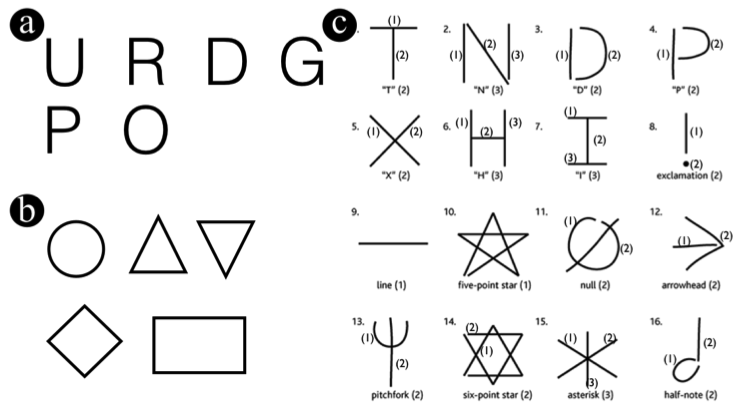 a
U R D G
P O
b
c
1. 2. 3. 4.
(1) (2) (1) (2) (3) (1) (2) (1) (2)
"T" (2) "N" (3) "D" (2) "P" (2)
5. 6. 7. 8.
(1) (2) (1) (2) (3) (1) (2) (3) (1) (2)
"X" (2) "H" (3) "I" (3) exclamation (2)
9. 10. 11. 12.
(1) (2) (1) (2)
line (1) five-point star (1) null (2) arrowhead (2)
13. 14. 15. 16.
(1) (2) (2) (1) (1) (2) (3) (1) (2)
pitchfork (2) six-point star (2) asterisk (3) half-note (2)